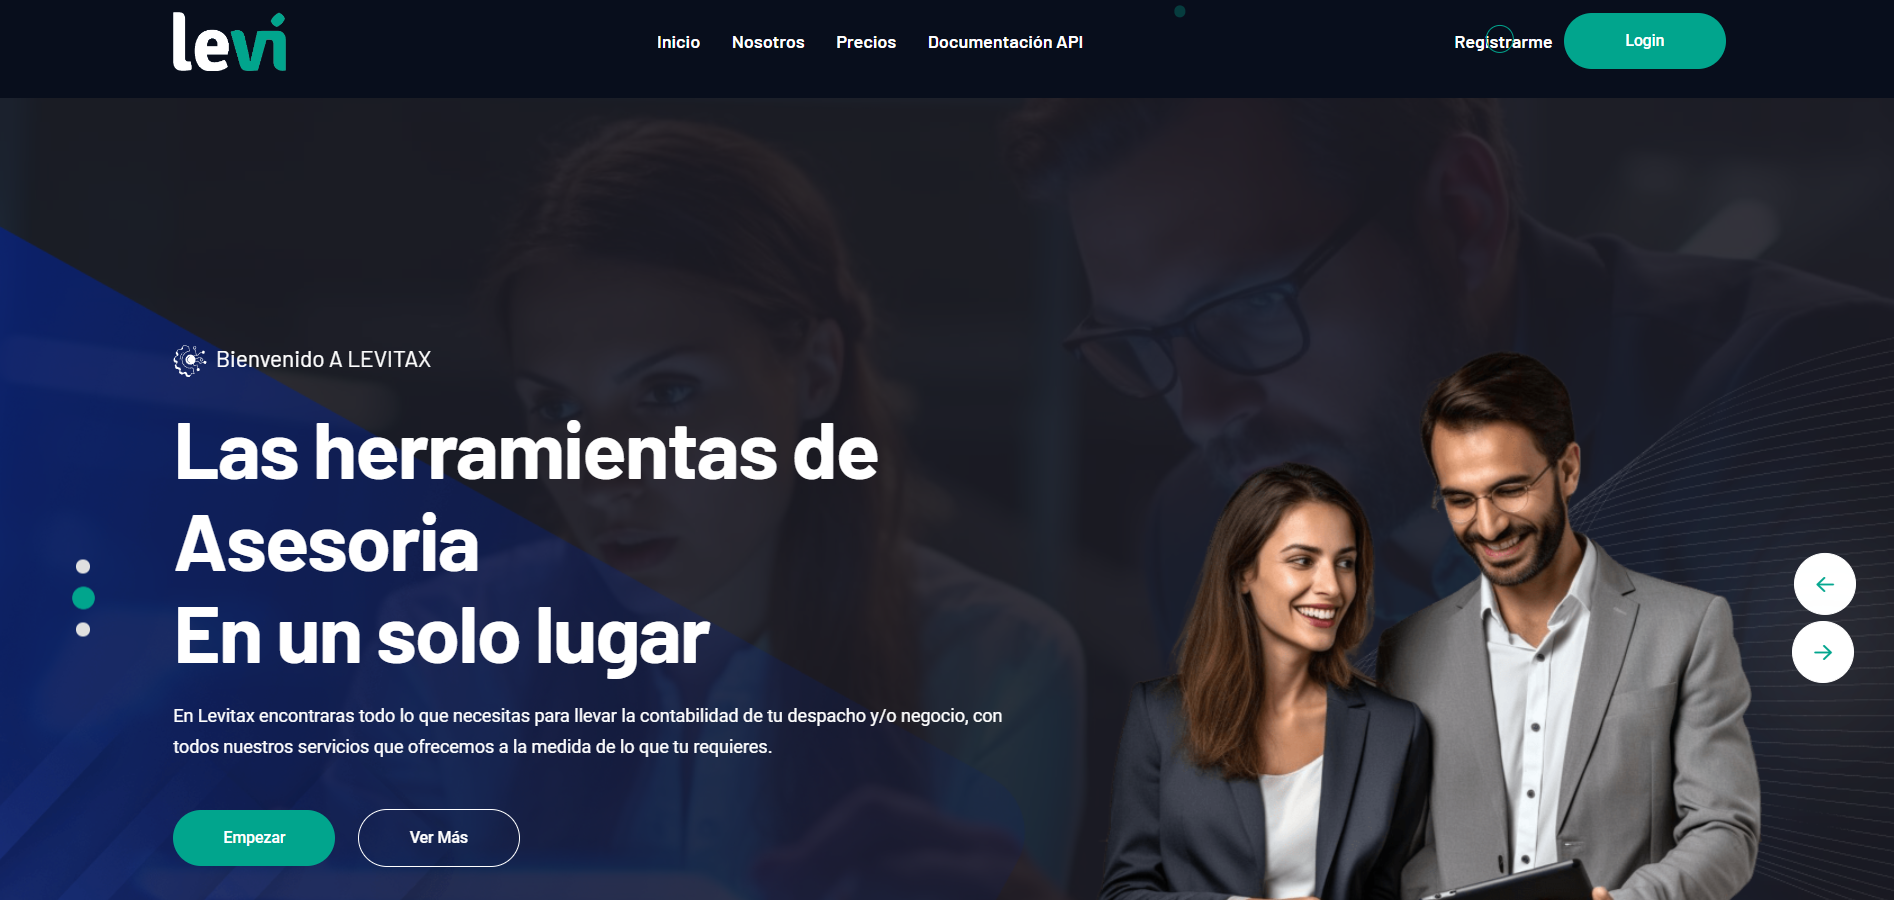 levi
Inicio
Nosotros
Precios
Documentación API
Registrarme
Login
Bienvenido A LEVITAX
Las herramientas de
Asesoria
En un solo lugar
En Levitax encontraras todo lo que necesitas para llevar la contabilidad de tu despacho y/o negocio, con
todos nuestros servicios que ofrecemos a la medida de lo que tu requieres.
Empezar
Ver Más